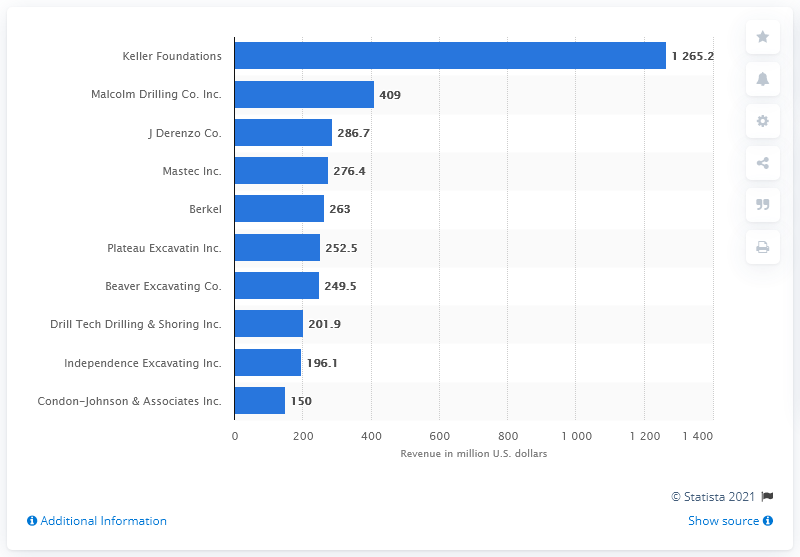 Keller Foundations 1 265.2
Malcolm Drilling Co. Inc. 409
J Derenzo Co. 286.7
Mastec Inc. 276.4
Berkel 263
Plateau Excavatin Inc. 252.5
Beaver Excavating Co. 249.5
Drill Tech Drilling & Shoring Inc. 201.9
Independence Excavating Inc. 196.1
Condon-Johnson & Associates Inc. 150
0 200 400 600 800 1 000 1 200 1 400
Revenue in million U.S. dollars
© Statista 2021
Additional Information Show source